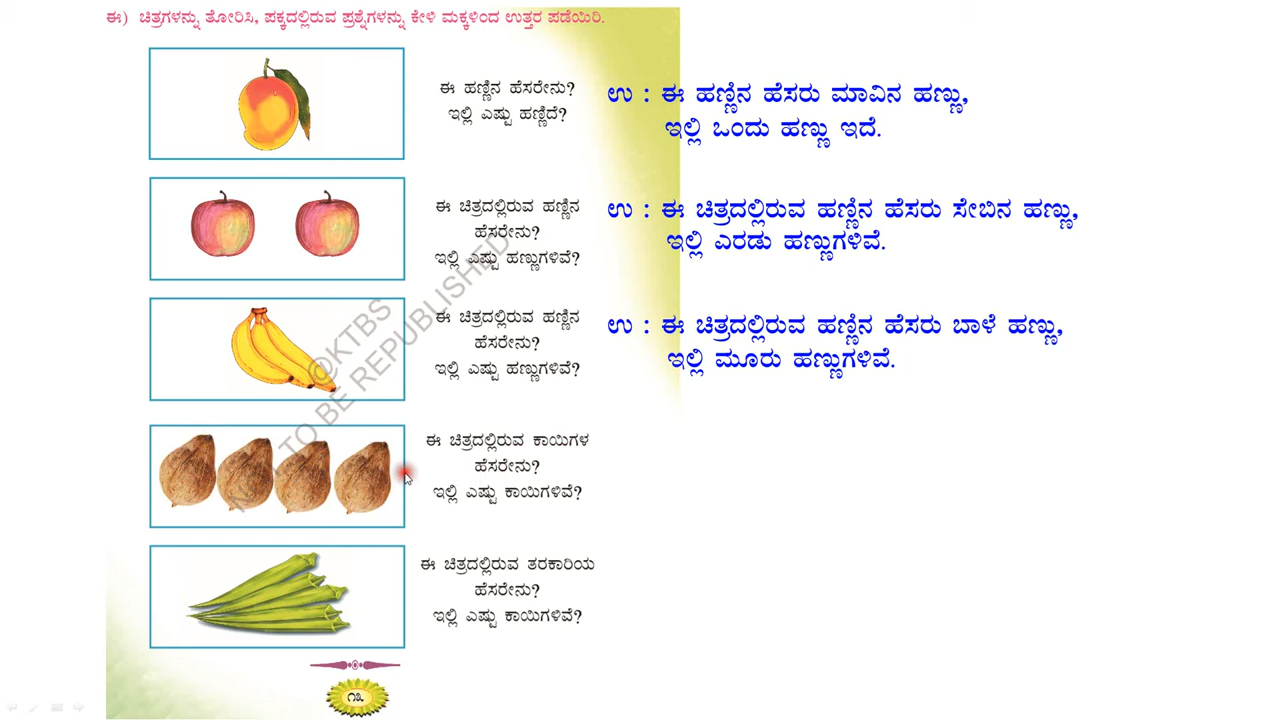 ಈ) ಚಿತ್ರಗಳನ್ನು ತೋರಿಸಿ, ಪಕ್ಕದಲ್ಲಿರುವ ಪ್ರಶ್ನೆಗಳನ್ನು ಕೇಳಿ ಮಕ್ಕಳಿಂದ ಉತ್ತರ ಪಡೆಯಿರಿ.
ಈ ಹಣ್ಣಿನ ಹೆಸರೇನು?
ಇಲ್ಲಿ ಎಷ್ಟು ಹಣ್ಣಿದೆ?
ಉ : ಈ ಹಣ್ಣಿನ ಹೆಸರು ಮಾವಿನ ಹಣ್ಣು,
ಇಲ್ಲಿ ಒಂದು ಹಣ್ಣು ಇದೆ.
ಈ ಚಿತ್ರದಲ್ಲಿರುವ ಹಣ್ಣಿನ
ಹೆಸರೇನು?
ಇಲ್ಲಿ ಎಷ್ಟು ಹಣ್ಣುಗಳಿವೆ?
ಉ : ಈ ಚಿತ್ರದಲ್ಲಿರುವ ಹಣ್ಣಿನ ಹೆಸರು ಸೇಬಿನ ಹಣ್ಣು,
ಇಲ್ಲಿ ಎರಡು ಹಣ್ಣುಗಳಿವೆ.
ಈ ಚಿತ್ರದಲ್ಲಿರುವ ಹಣ್ಣಿನ
ಹೆಸರೇನು?
ಇಲ್ಲಿ ಎಷ್ಟು ಹಣ್ಣುಗಳಿವೆ?
ಉ : ಈ ಚಿತ್ರದಲ್ಲಿರುವ ಹಣ್ಣಿನ ಹೆಸರು ಬಾಳೆ ಹಣ್ಣು,
ಇಲ್ಲಿ ಮೂರು ಹಣ್ಣುಗಳಿವೆ.
ಈ ಚಿತ್ರದಲ್ಲಿರುವ ಕಾಯಿಗಳ
ಹೆಸರೇನು?
ಇಲ್ಲಿ ಎಷ್ಟು ಕಾಯಿಗಳಿವೆ?
ಈ ಚಿತ್ರದಲ್ಲಿರುವ ತರಕಾರಿಯ
ಹೆಸರೇನು?
ಇಲ್ಲಿ ಎಷ್ಟು ಕಾಯಿಗಳಿವೆ?
@KTBS
TO BE REPUBLISHED
೧೩